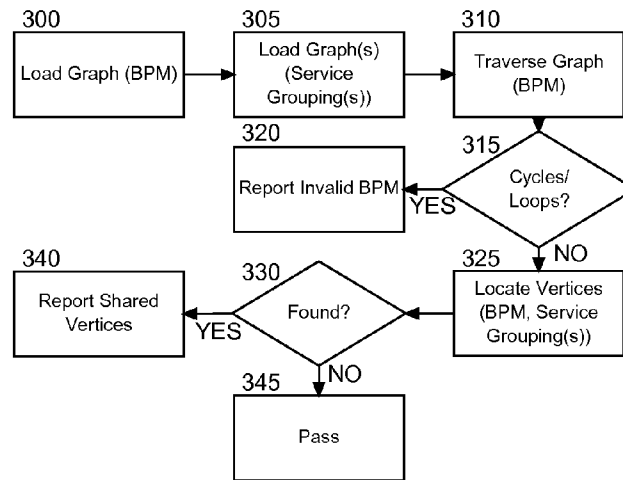 300
Load Graph (BPM)
305
Load Graph(s)
(Service
Grouping(s))
310
Traverse Graph
(BPM)
315
Cycles/
Loops?
320
Report Invalid BPM
YES
NO
325
Locate Vertices
(BPM, Service
Grouping(s))
330
Found?
YES
340
Report Shared
Vertices
NO
345
Pass